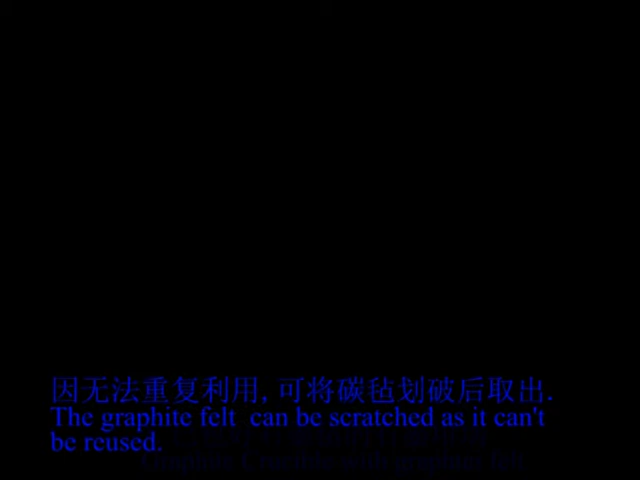 因无法重复利用, 可将碳毡划破后取出.
The graphite felt  can be scratched as it can't
be reused.